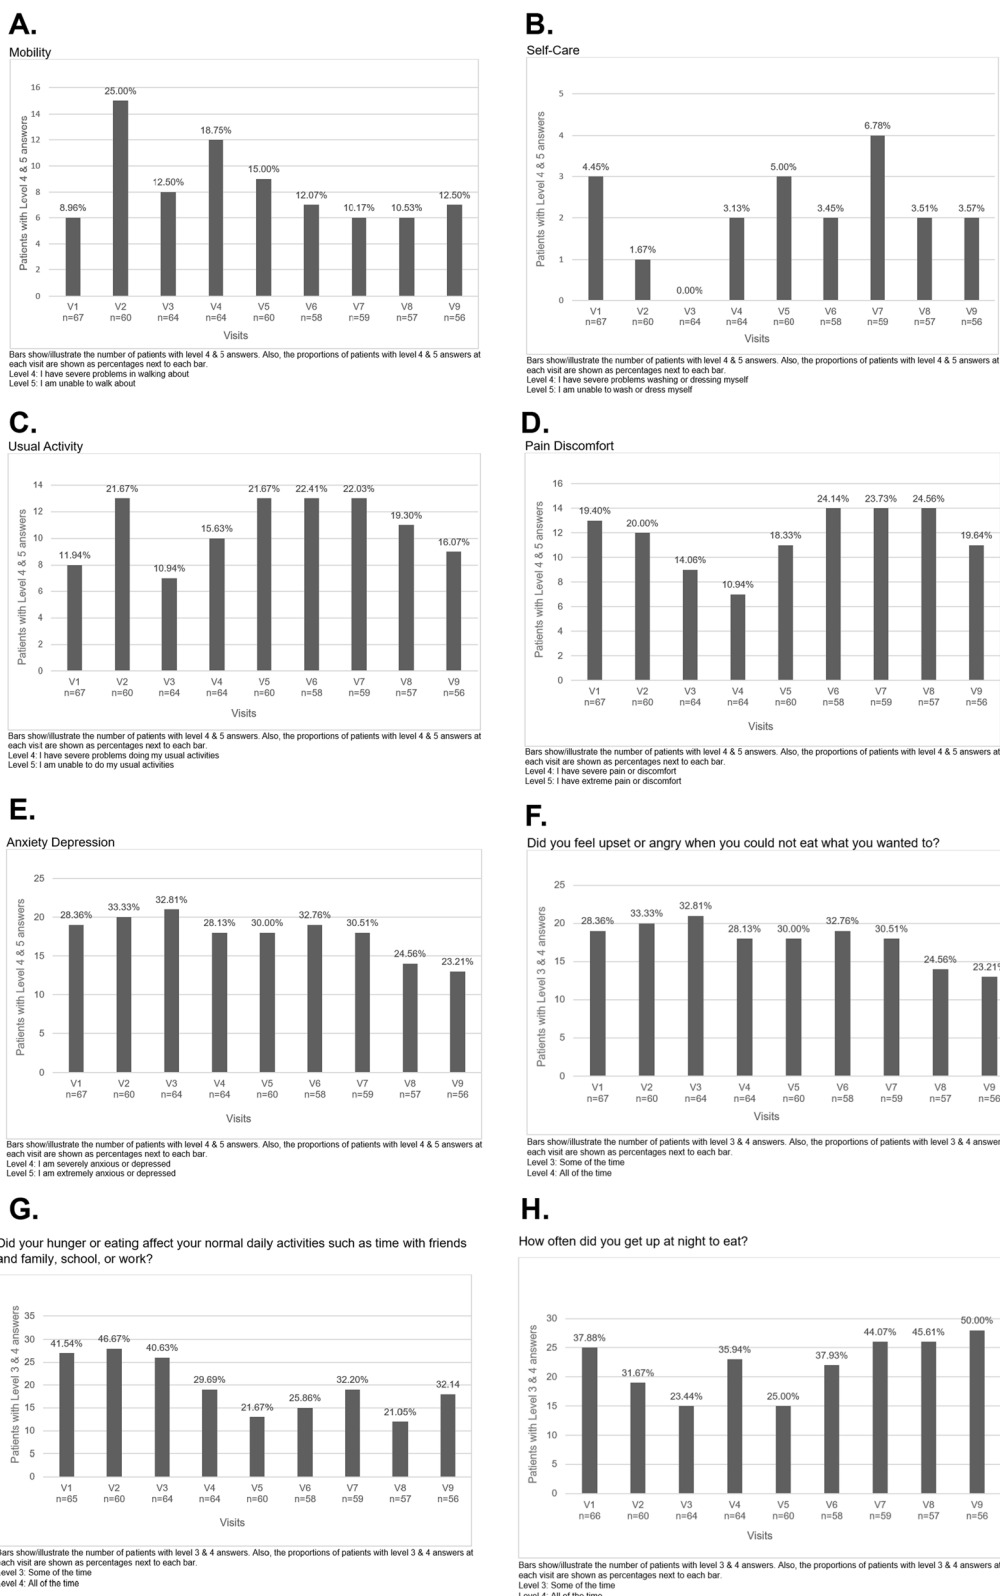 A.
Mobility
Patients with Level 4 & 5 answers
16
14
12
10
8
6
4
2
0
8.96%
25.00%
12.50%
18.75%
15.00%
12.07%
10.17%
10.53%
12.50%
V1 V2 V3 V4 V5 V6 V7 V8 V9
n=67 n=60 n=64 n=64 n=60 n=58 n=59 n=57 n=56
Visits
Bars show/illustrate the number of patients with level 4 & 5 answers. Also, the proportions of patients with level 4 & 5 answers at
each visit are shown as percentages next to each bar.
Level 4: I have severe problems in walking about
Level 5: I am unable to walk about
B.
Self-Care
Patients with Level 4 & 5 answers
5
4
3
2
1
0
4.45%
1.67%
0.00%
3.13%
5.00%
3.45%
6.78%
3.51%
3.57%
V1 V2 V3 V4 V5 V6 V7 V8 V9
n=67 n=60 n=64 n=64 n=60 n=58 n=59 n=57 n=56
Visits
Bars show/illustrate the number of patients with level 4 & 5 answers. Also, the proportions of patients with level 4 & 5 answers at
each visit are shown as percentages next to each bar.
Level 4: I have severe problems washing or dressing myself
Level 5: I am unable to wash or dress myself
C.
Usual Activity
Patients with Level 4 & 5 answers
14
12
10
8
6
4
2
0
11.94%
21.67%
10.94%
15.63%
21.67%
22.41%
22.03%
19.30%
16.07%
V1 V2 V3 V4 V5 V6 V7 V8 V9
n=67 n=60 n=64 n=64 n=60 n=58 n=59 n=57 n=56
Visits
Bars show/illustrate the number of patients with level 4 & 5 answers. Also, the proportions of patients with level 4 & 5 answers at
each visit are shown as percentages next to each bar.
Level 4: I have severe problems doing my usual activities
Level 5: I am unable to do my usual activities
D.
Pain Discomfort
Patients with Level 4 & 5 answers
16
14
12
10
8
6
4
2
0
19.40%
20.00%
14.06%
10.94%
18.33%
24.14%
23.73%
24.56%
19.64%
V1 V2 V3 V4 V5 V6 V7 V8 V9
n=67 n=60 n=64 n=64 n=60 n=58 n=59 n=57 n=56
Visits
Bars show/illustrate the number of patients with level 4 & 5 answers. Also, the proportions of patients with level 4 & 5 answers at
each visit are shown as percentages next to each bar.
Level 4: I have severe pain or discomfort
Level 5: I have extreme pain or discomfort
E.
Anxiety Depression
Patients with Level 4 & 5 answers
25
20
15
10
5
0
28.36%
33.33%
32.81%
28.13%
30.00%
32.76%
30.51%
24.56%
23.21%
V1 V2 V3 V4 V5 V6 V7 V8 V9
n=67 n=60 n=64 n=64 n=60 n=58 n=59 n=57 n=56
Visits
Bars show/illustrate the number of patients with level 4 & 5 answers. Also, the proportions of patients with level 4 & 5 answers at
each visit are shown as percentages next to each bar.
Level 4: I am severely anxious or depressed
Level 5: I am extremely anxious or depressed
F.
Did you feel upset or angry when you could not eat what you wanted to?
Patients with Level 3 & 4 answers
25
20
15
10
5
0
28.36%
33.33%
32.81%
28.13%
30.00%
32.76%
30.51%
24.56%
23.21%
V1 V2 V3 V4 V5 V6 V7 V8 V9
n=67 n=60 n=64 n=64 n=60 n=58 n=59 n=57 n=56
Visits
Bars show/illustrate the number of patients with level 3 & 4 answers. Also, the proportions of patients with level 3 & 4 answer
each visit are shown as percentages next to each bar.
Level 3: Some of the time
Level 4: All of the time
G.
Did your hunger or eating affect your normal daily activities such as time with friends
and family, school, or work?
Patients with Level 3 & 4 answers
35
30
25
20
15
10
5
0
41.54%
46.67%
40.63%
29.69%
21.67%
25.86%
32.20%
21.05%
32.14
V1 V2 V3 V4 V5 V6 V7 V8 V9
n=65 n=60 n=64 n=64 n=60 n=58 n=59 n=57 n=56
Visits
Bars show/illustrate the number of patients with level 3 & 4 answers. Also, the proportions of patients with level 3 & 4 answers at
each visit are shown as percentages next to each bar.
Level 3: Some of the time
Level 4: All of the time
H.
How often did you get up at night to eat?
Patients with Level 3 & 4 answers
30
25
20
15
10
5
0
37.88%
31.67%
23.44%
35.94%
25.00%
37.93%
44.07%
45.61%
50.00%
V1 V2 V3 V4 V5 V6 V7 V8 V9
n=66 n=60 n=64 n=64 n=60 n=58 n=59 n=57 n=56
Visits
Bars show/illustrate the number of patients with level 3 & 4 answers. Also, the proportions of patients with level 3 & 4 answers at
each visit are shown as percentages next to each bar.
Level 3: Some of the time
Level 4: All of the time